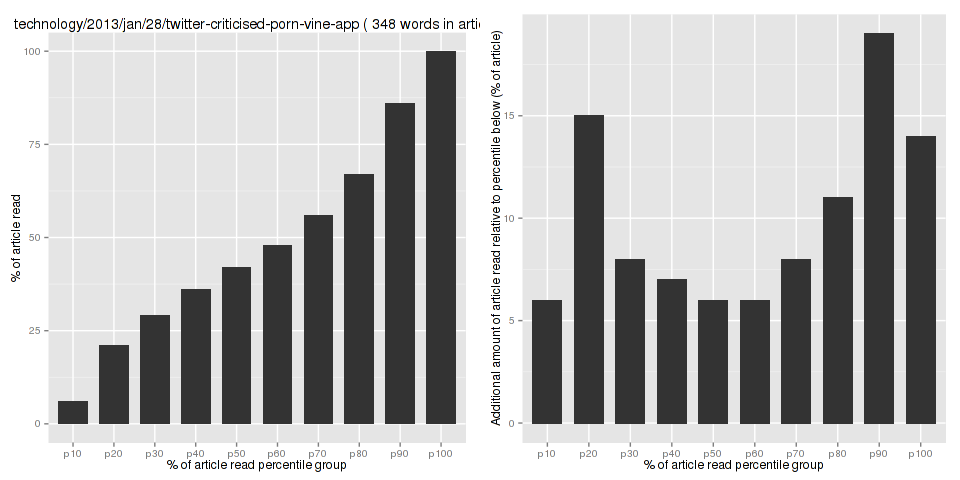 technology/2013/jan/28/twitter-criticised-porn-vine-app ( 348 words in artic
100
75
50
25
0
% of article read
p10 p20 p30 p40 p50 p60 p70 p80 p90 p100
% of article read percentile group
15
10
5
0
Additional amount of article read relative to percentile below (% of article)
p10 p20 p30 p40 p50 p60 p70 p80 p90 p100
% of article read percentile group